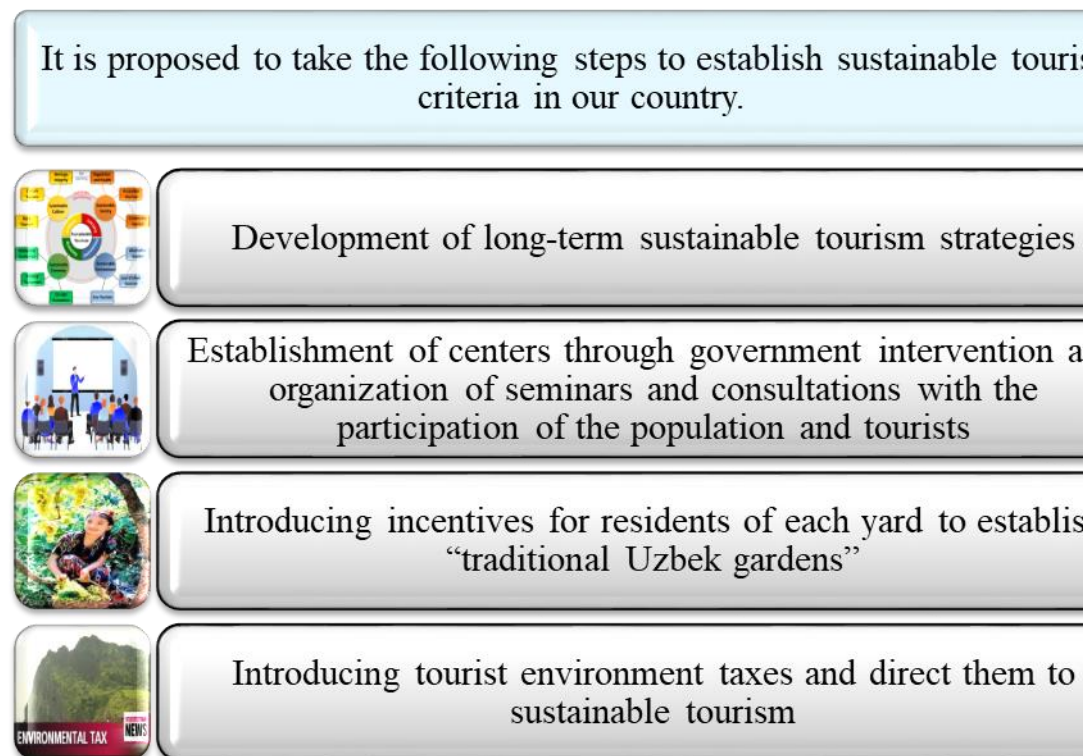 It is proposed to take the following steps to establish sustainable touris
criteria in our country.
Development of long-term sustainable tourism strategies
Establishment of centers through government intervention a
organization of seminars and consultations with the
participation of the population and tourists
Introducing incentives for residents of each yard to establis
“traditional Uzbek gardens”
Introducing tourist environment taxes and direct them to
sustainable tourism
ENVIRONMENTAL TAX
NEWS